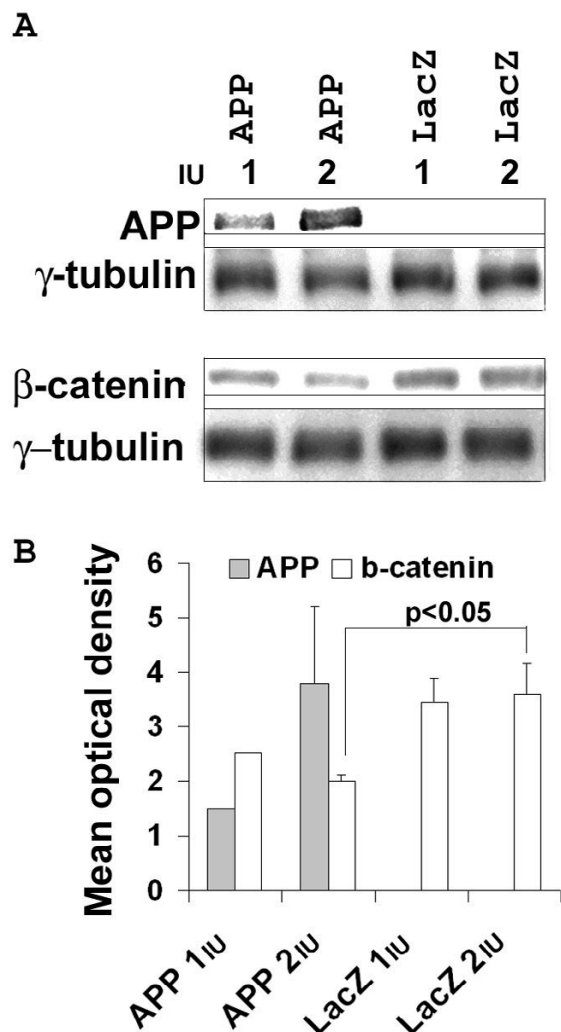 A
APP APP LacZ LacZ
IU 1 2 1 2
APP
γ-tubulin
β-catenin
γ–tubulin
B
Mean optical density
6
5
4
3
2
1
0
APP b-catenin
p<0.05
APP 1IU APP 2IU LacZ 1IU LacZ 2IU